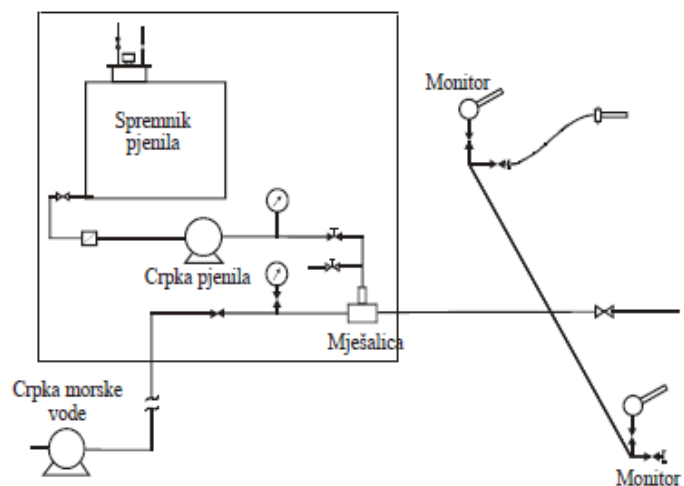 Spremnik
pjenila
Monitor
Crpka pjenila
Mješalica
Crpka morske
vode
Monitor